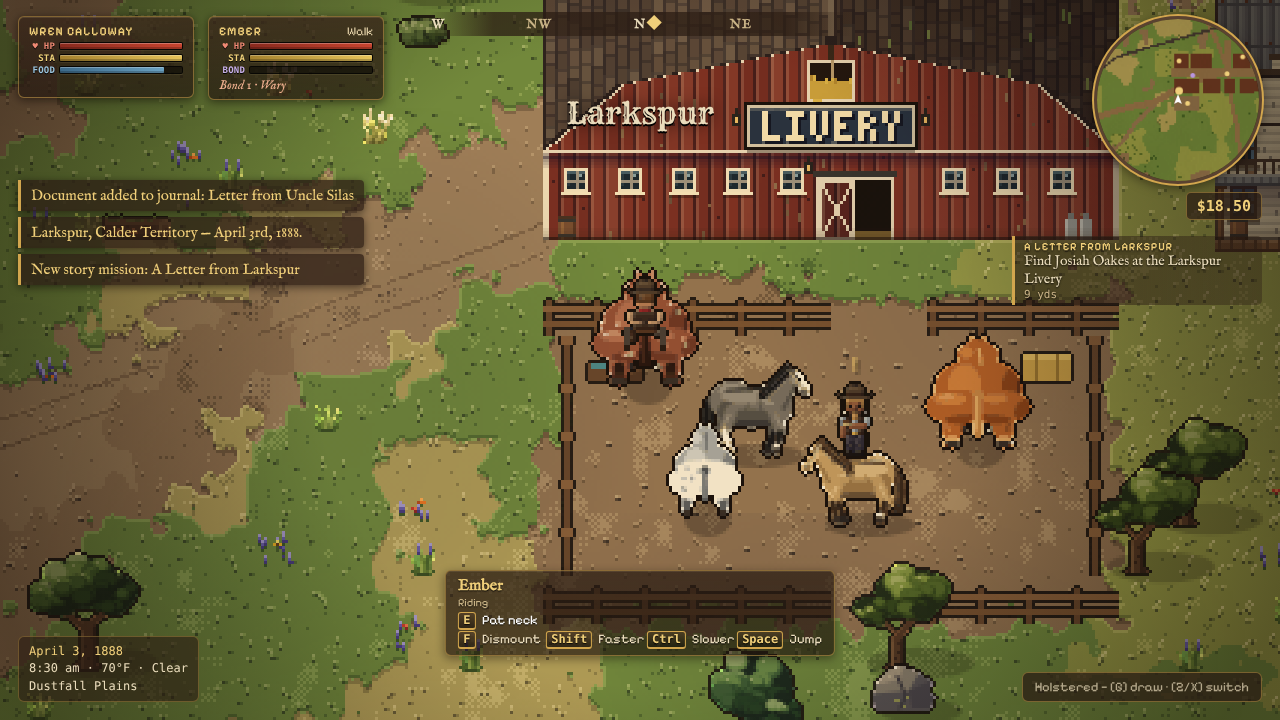 WREN CALLOWAY
♥ HP
STA
FOOD
EMBER Walk
♥ HP
STA
BOND
Bond 1 · Wary
W NW N NE
Larkspur
LIVERY
$18.50
Document added to journal: Letter from Uncle Silas
Larkspur, Calder Territory — April 3rd, 1888.
New story mission: A Letter from Larkspur
A LETTER FROM LARKSPUR
Find Josiah Oakes at the Larkspur
Livery
9 yds
Ember
Riding
E Pat neck
F Dismount Shift Faster Ctrl Slower Space Jump
April 3, 1888
8:30 am · 70°F · Clear
Dustfall Plains
Holstered - [G] draw · [Z/X] switch